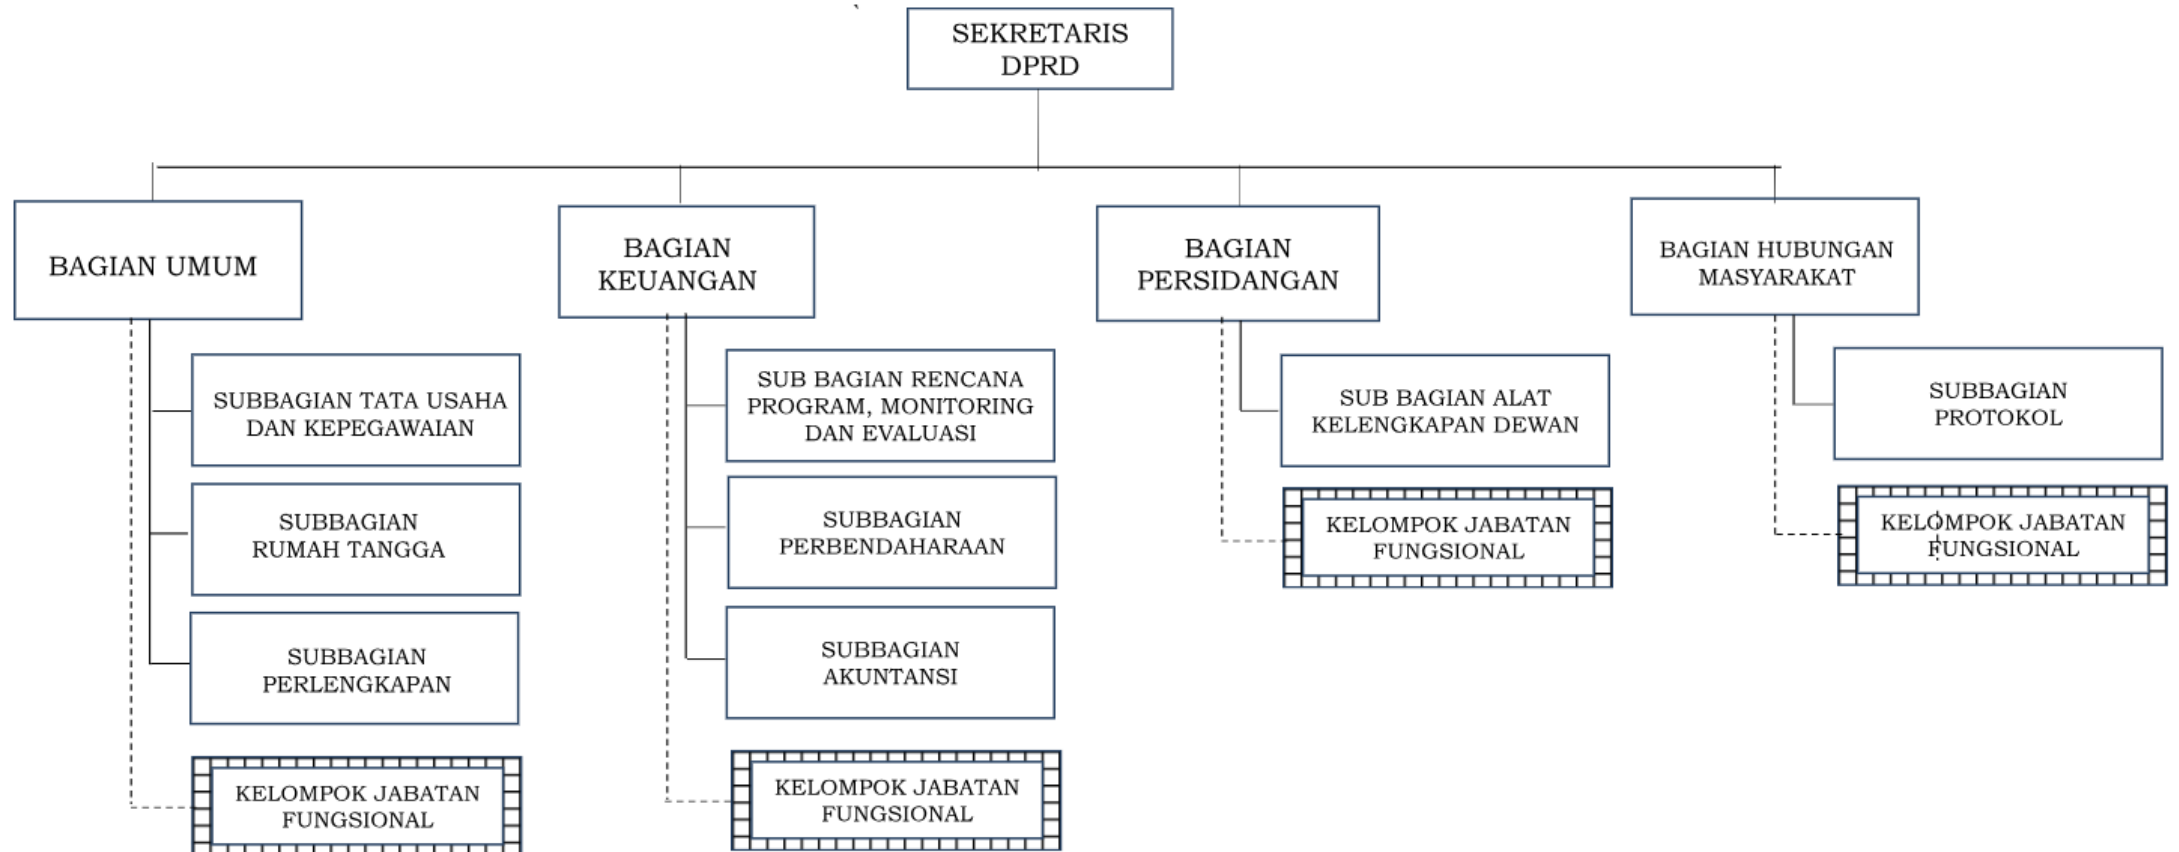 SEKRETARIS
DPRD
BAGIAN UMUM
SUBBAGIAN TATA USAHA
DAN KEPEGAWAIAN
SUBBAGIAN
RUMAH TANGGA
SUBBAGIAN
PERLENGKAPAN
KELOMPOK JABATAN
FUNGSIONAL
BAGIAN
KEUANGAN
SUB BAGIAN RENCANA
PROGRAM, MONITORING
DAN EVALUASI
SUBBAGIAN
PERBENDAHARAAN
SUBBAGIAN
AKUNTANSI
KELOMPOK JABATAN
FUNGSIONAL
BAGIAN
PERSIDANGAN
SUB BAGIAN ALAT
KELENGKAPAN DEWAN
KELOMPOK JABATAN
FUNGSIONAL
BAGIAN HUBUNGAN
MASYARAKAT
SUBBAGIAN
PROTOKOL
KELOMPOK JABATAN
FUNGSIONAL